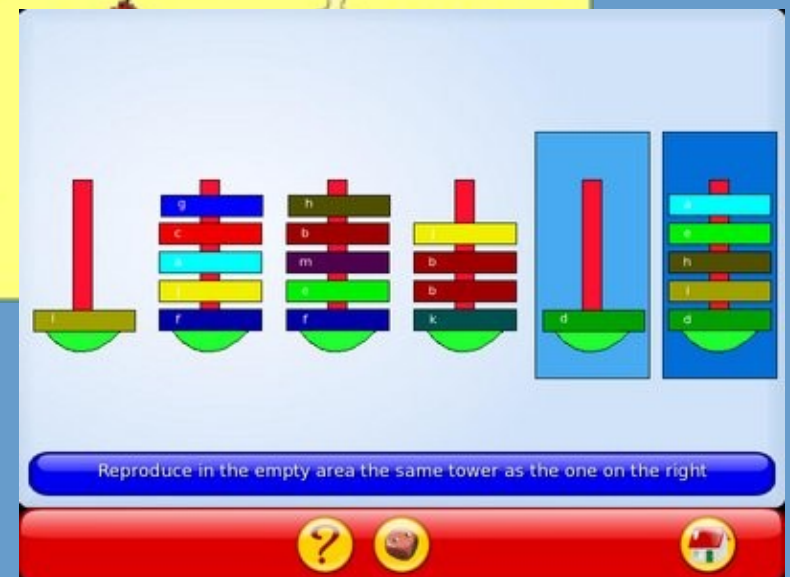 g h
c b e
m b h
e b
f f k d d
Reproduce in the empty area the same tower as the one on the right
?